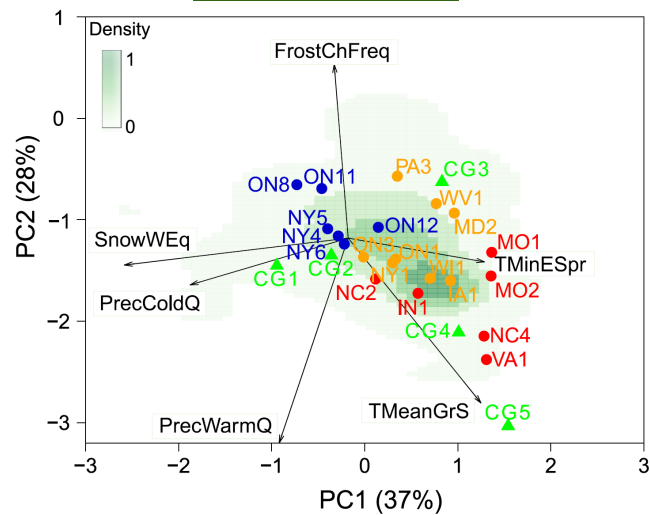 Density
1
0
1
0
−1
−2
−3
PC2 (28%)
FrostChFreq
PA3
CG3
ON8
ON11
WV1
MD2
NY5
ON12
NY4
SnowWEq
NY6
ON3
ON1
MO1
TMinESpr
CG1
CG2
NY1
WI1
MO2
PrecColdQ
NC2
IN1
IA1
CG4
NC4
VA1
TMeanGrS
CG5
PrecWarmQ
−3
−2
−1
0
1
2
3
PC1 (37%)